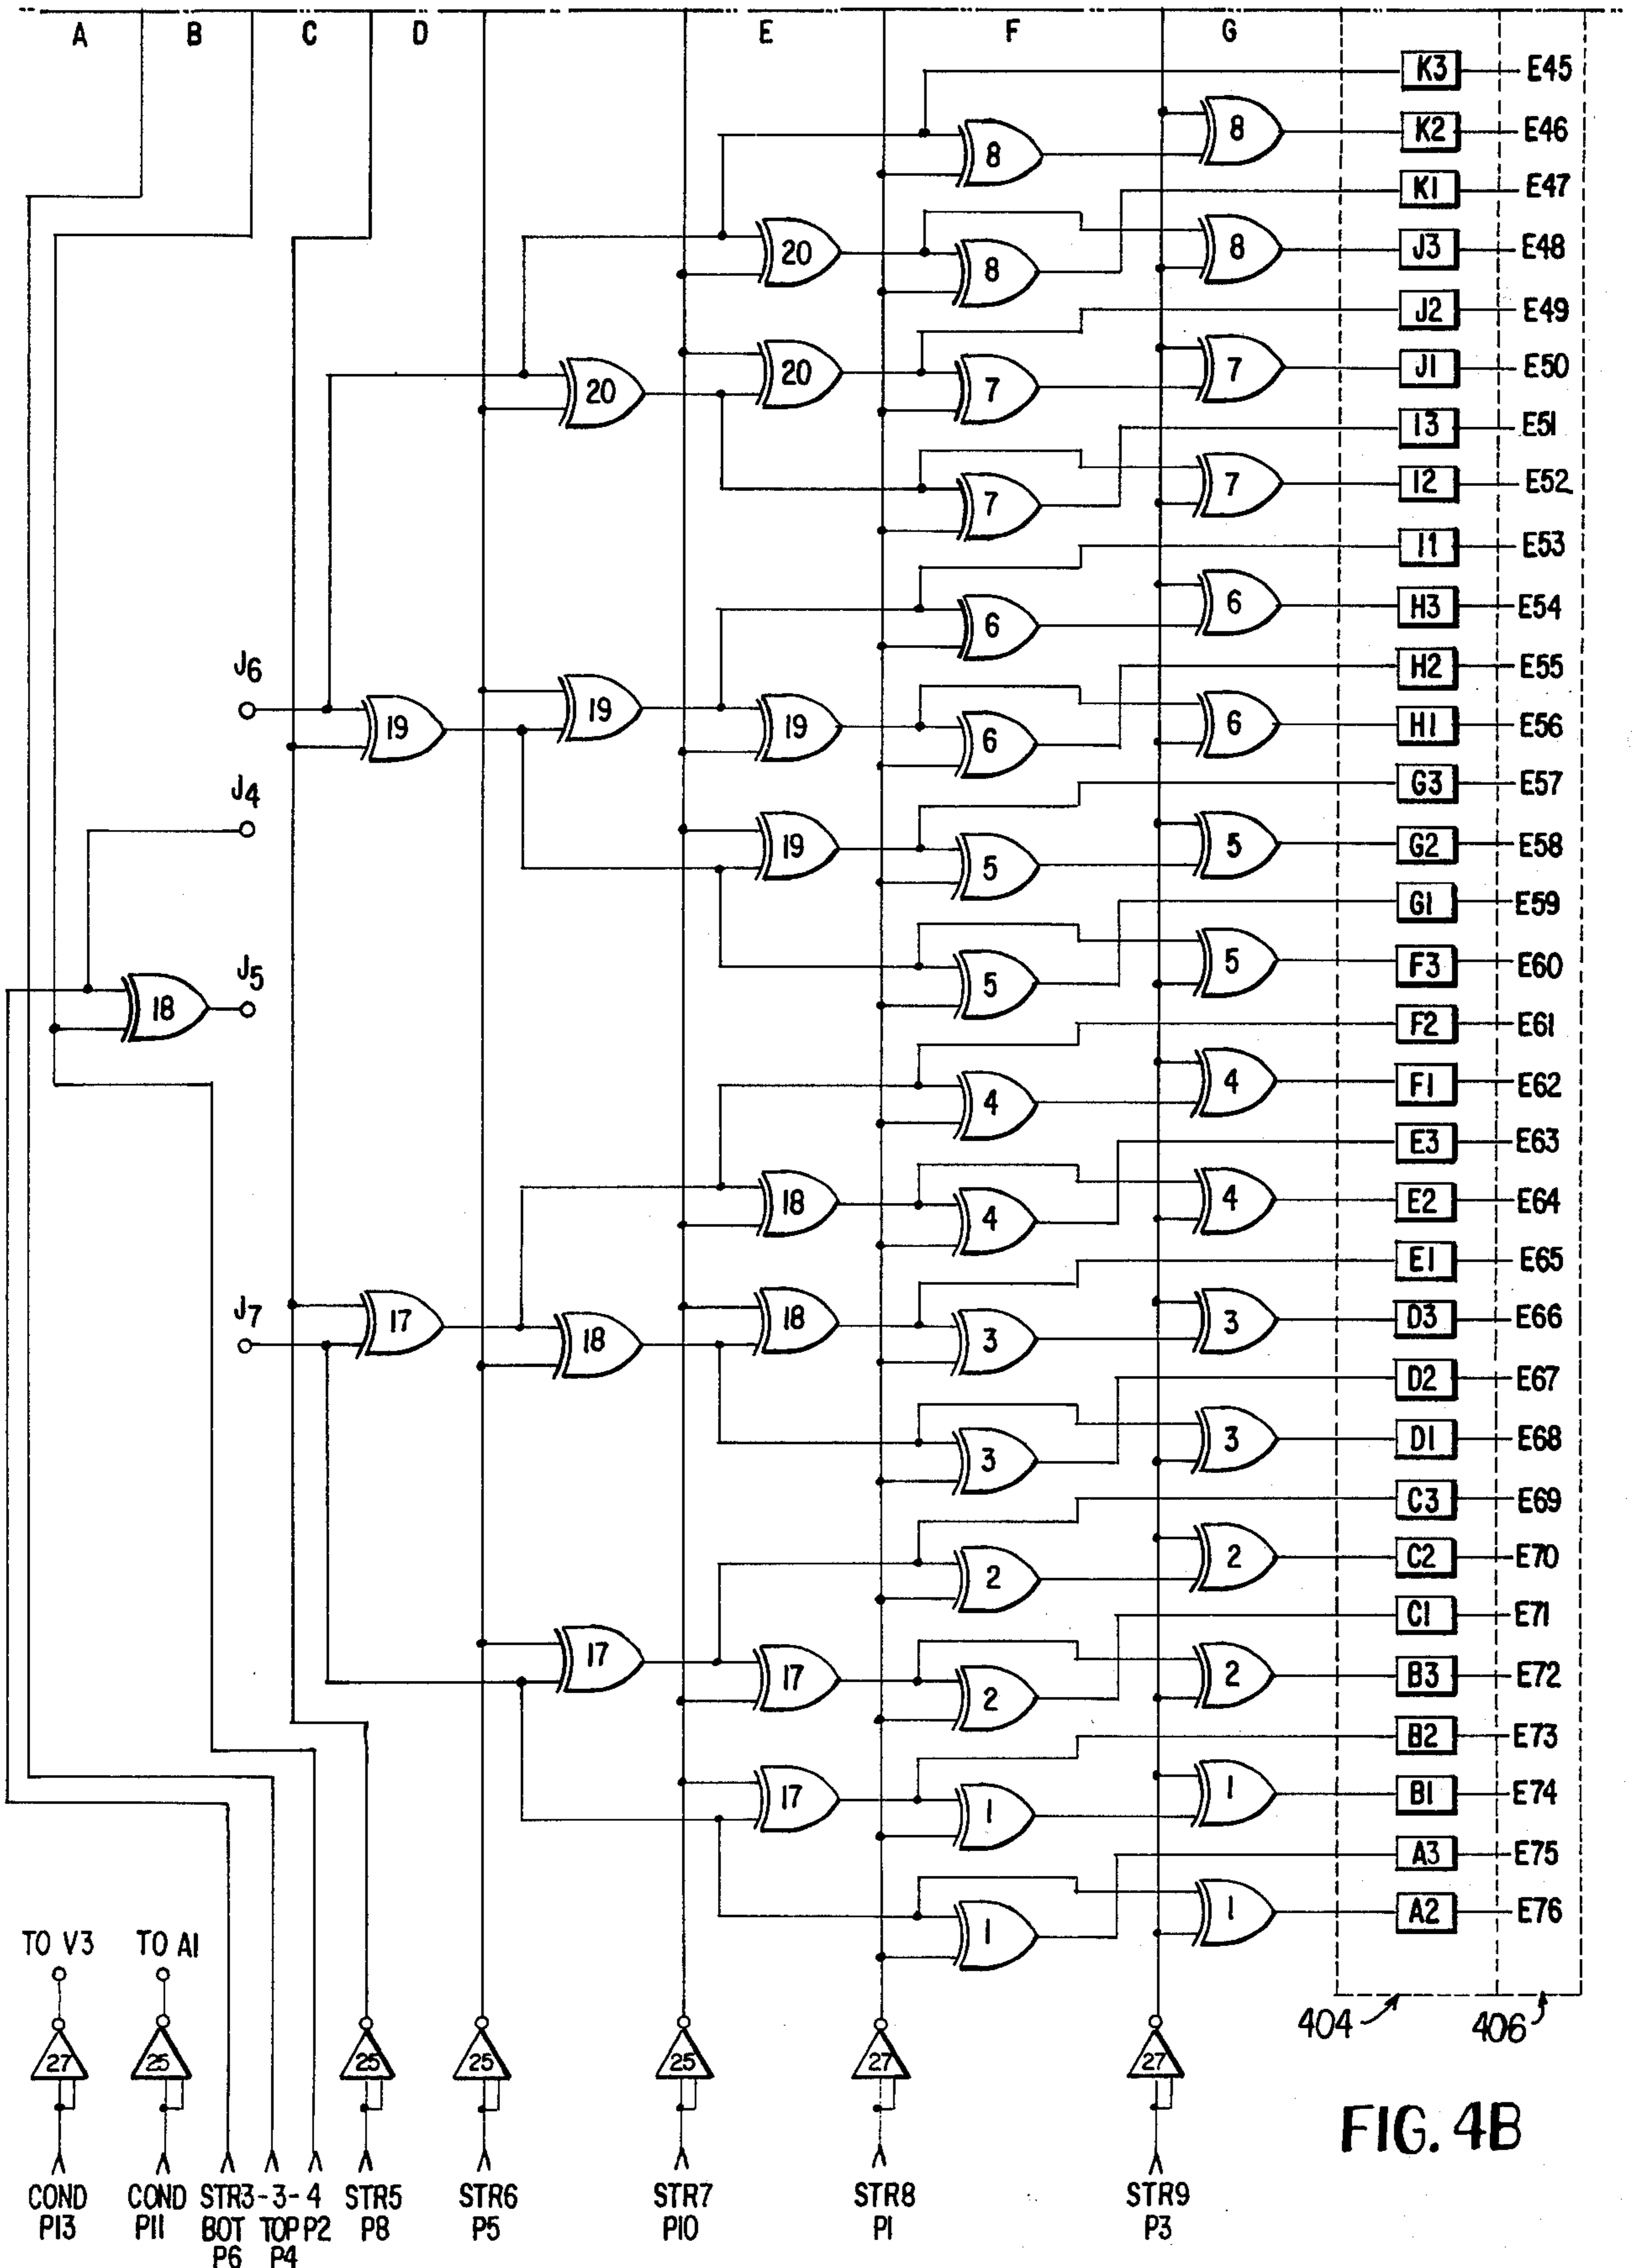 A B C D E F G
K3 E45
8 K2 E46
8
K1 E47
20 8 J3 E48
8
J2 E49
20 7 J1 E50
20 7
I3 E51
7 I2 E52
7
I1 E53
6 H3 E54
6
J6 H2 E55
19 19 19 6 H1 E56
6
J4 G3 E57
19 5 G2 E58
5
G1 E59
J5 5 F3 E60
18 5
F2 E61
4 F1 E62
4
E3 E63
18 4 E2 E64
4
E1 E65
J7 17 18 18 3 D3 E66
3
D2 E67
3 D1 E68
3
C3 E69
2 C2 E70
2
C1 E71
17 17 2 B3 E72
2
B2 E73
17 1 B1 E74
1
A3 E75
1 A2 E76
1
TO V3 TO A1
404 406
27 25 25 25 25 27 27
FIG. 4B
COND COND STR3-3-4 STR5 STR6 STR7 STR8 STR9
P13 P11 BOT TOP P2 P8 P5 P10 P1 P3
P6 P4